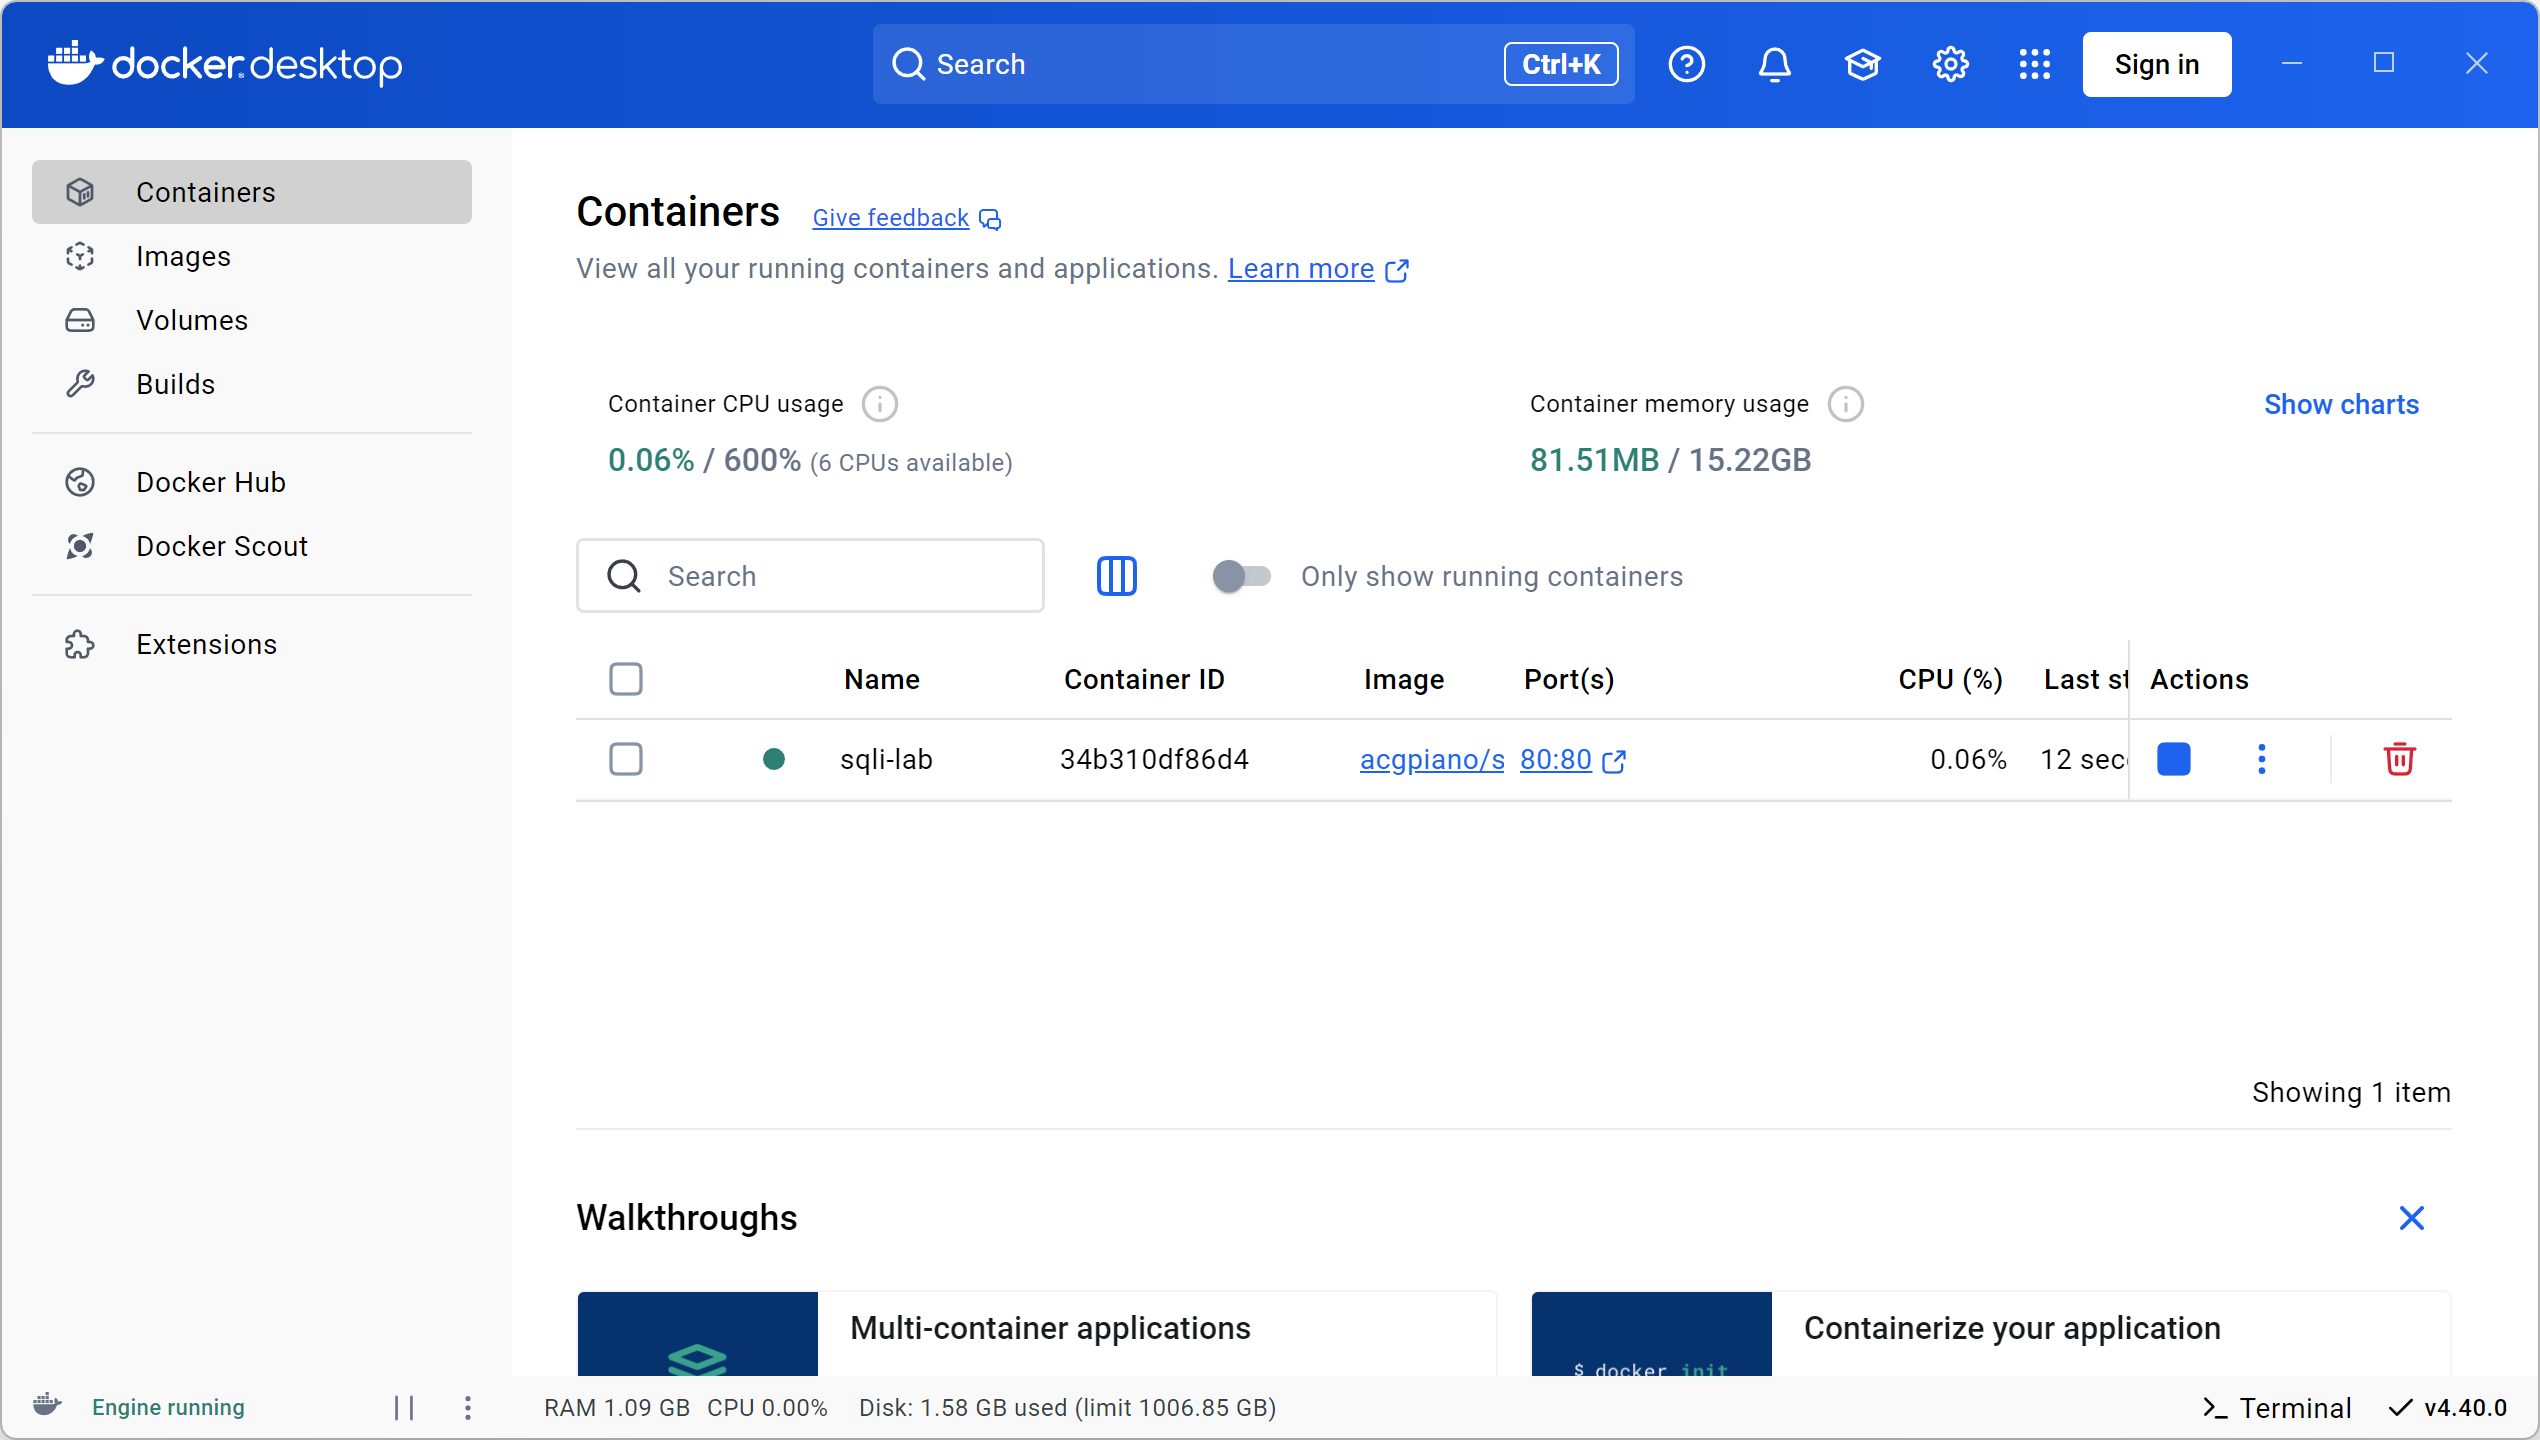 docker desktop
Search Ctrl+K Sign in
Containers
Images
Volumes
Builds
Docker Hub
Docker Scout
Extensions
Containers Give feedback
View all your running containers and applications. Learn more
Container CPU usage
0.06% / 600% (6 CPUs available)
Container memory usage
81.51MB / 15.22GB
Show charts
Search
Only show running containers
Name Container ID Image Port(s) CPU (%) Last st Actions
sqli-lab 34b310df86d4 acgpiano/s 80:80 0.06% 12 sec
Showing 1 item
Walkthroughs
Multi-container applications
Containerize your application
$ docker init
Engine running
RAM 1.09 GB CPU 0.00% Disk: 1.58 GB used (limit 1006.85 GB)
>_ Terminal
v4.40.0